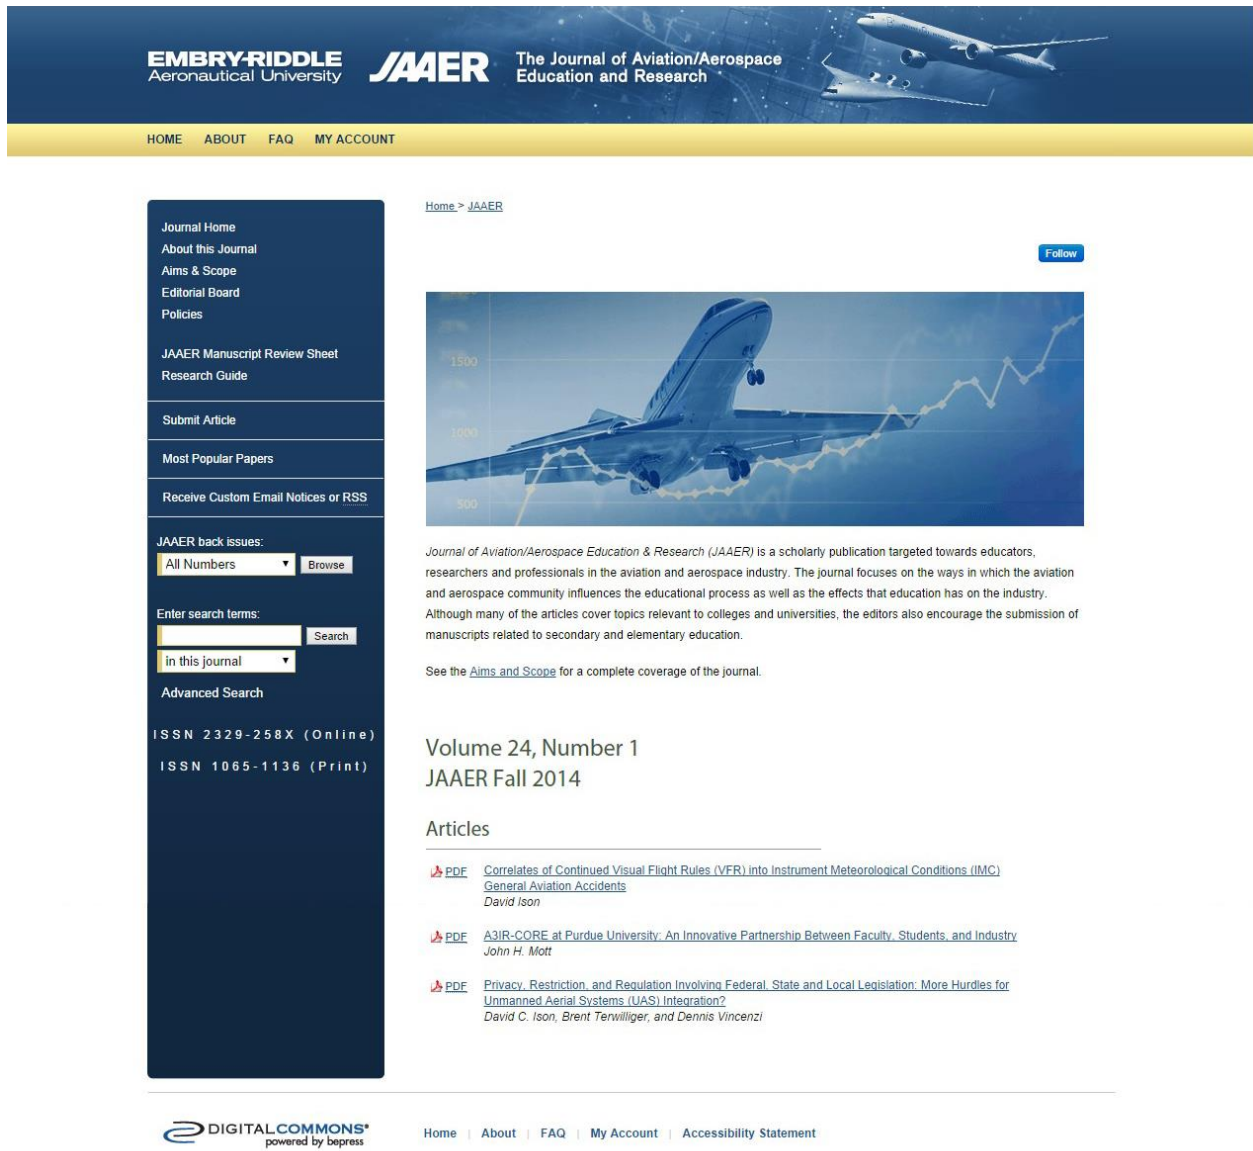 EMBRY-RIDDLE
Aeronautical University
JAAER
The Journal of Aviation/Aerospace
Education and Research
HOME ABOUT FAQ MY ACCOUNT
Journal Home
About this Journal
Aims & Scope
Editorial Board
Policies
JAAER Manuscript Review Sheet
Research Guide
Submit Article
Most Popular Papers
Receive Custom Email Notices or RSS
JAAER back issues:
All Numbers Browse
Enter search terms:
Search
in this journal
Advanced Search
ISSN 2329-258X (Online)
ISSN 1065-1136 (Print)
Home > JAAER
Follow
1500
1000
500
Journal of Aviation/Aerospace Education & Research (JAAER) is a scholarly publication targeted towards educators,
researchers and professionals in the aviation and aerospace industry. The journal focuses on the ways in which the aviation
and aerospace community influences the educational process as well as the effects that education has on the industry.
Although many of the articles cover topics relevant to colleges and universities, the editors also encourage the submission of
manuscripts related to secondary and elementary education.
See the Aims and Scope for a complete coverage of the journal.
Volume 24, Number 1
JAAER Fall 2014
Articles
PDF Correlates of Continued Visual Flight Rules (VFR) into Instrument Meteorological Conditions (IMC)
General Aviation Accidents
David Ison
PDF A3IR-CORE at Purdue University: An Innovative Partnership Between Faculty, Students, and Industry
John H. Mott
PDF Privacy, Restriction, and Regulation Involving Federal, State and Local Legislation: More Hurdles for
Unmanned Aerial Systems (UAS) Integration?
David C. Ison, Brent Terwilliger, and Dennis Vincenzi
DIGITALCOMMONS®
powered by bepress
Home | About | FAQ | My Account | Accessibility Statement